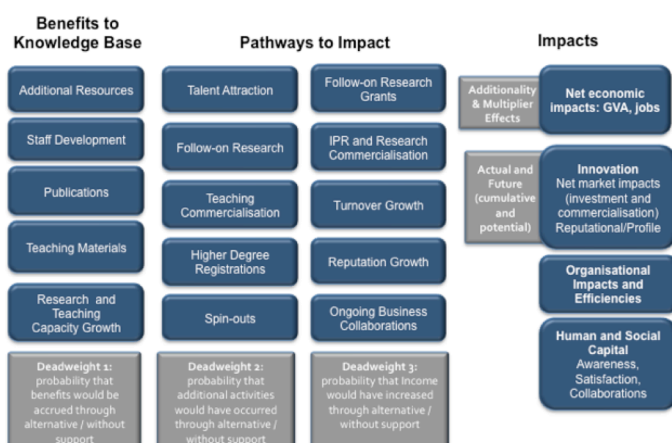 Benefits to
Knowledge Base
Additional Resources
Staff Development
Publications
Teaching Materials
Research and
Teaching
Capacity Growth
Deadweight 1:
probability that
benefits would be
accrued through
alternative / without
support
Pathways to Impact
Talent Attraction
Follow-on Research
Teaching
Commercialisation
Higher Degree
Registrations
Spin-outs
Deadweight 2:
probability that
additional activities
would have occurred
through alternative /
without support
Follow-on Research
Grants
IPR and Research
Commercialisation
Turnover Growth
Reputation Growth
Ongoing Business
Collaborations
Deadweight 3:
probability that Income
would have increased
through alternative /
without support
Impacts
Additionality
& Multiplier
Effects
Net economic
impacts: GVA, jobs
Actual and
Future
(cumulative
and
potential)
Innovation
Net market impacts
(investment and
commercialisation)
Reputational/Profile
Organisational
Impacts and
Efficiencies
Human and Social
Capital
Awareness,
Satisfaction,
Collaborations